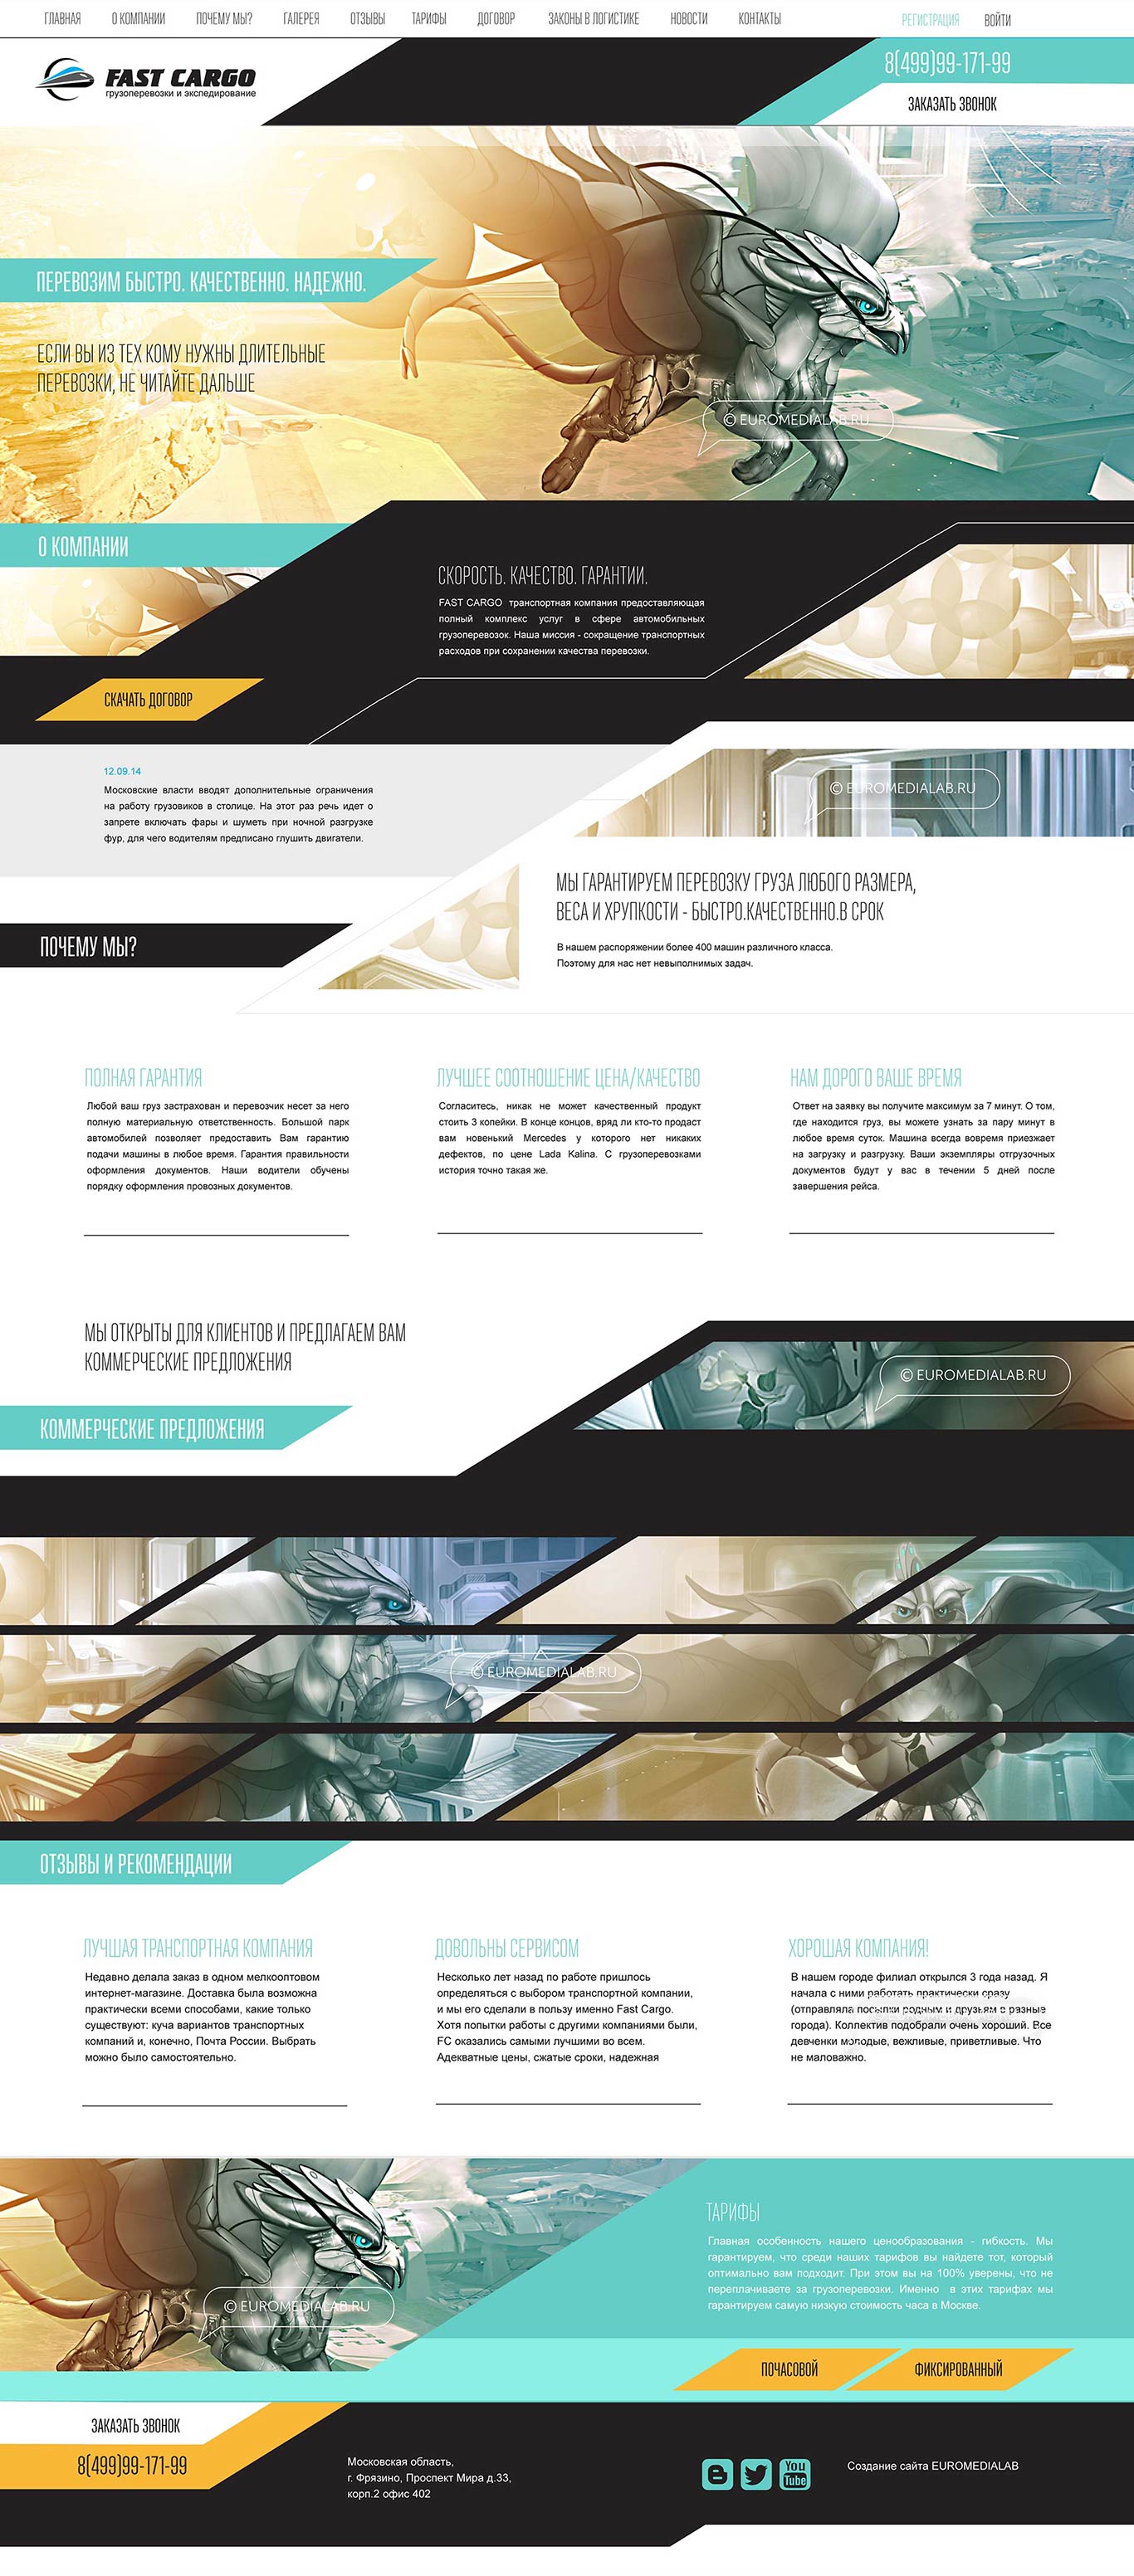 ГЛАВНАЯ О КОМПАНИИ ПОЧЕМУ МЫ? ГАЛЕРЕЯ ОТЗЫВЫ ТАРИФЫ ДОГОВОР ЗАКОНЫ В ЛОГИСТИКЕ НОВОСТИ КОНТАКТЫ РЕГИСТРАЦИЯ ВОЙТИ
8(499)99-171-99
FAST CARGO
грузоперевозки и экспедирование
ЗАКАЗАТЬ ЗВОНОК
ПЕРЕВОЗИМ БЫСТРО. КАЧЕСТВЕННО. НАДЕЖНО.
ЕСЛИ ВЫ ИЗ ТЕХ КОМУ НУЖНЫ ДЛИТЕЛЬНЫЕ
ПЕРЕВОЗКИ, НЕ ЧИТАЙТЕ ДАЛЬШЕ
© EUROMEDIALAB.RU
О КОМПАНИИ
СКОРОСТЬ. КАЧЕСТВО. ГАРАНТИИ.
FAST CARGO транспортная компания предоставляющая
полный комплекс услуг в сфере автомобильных
грузоперевозок. Наша миссия - сокращение транспортных
расходов при сохранении качества перевозки.
СКАЧАТЬ ДОГОВОР
12.09.14
Московские власти вводят дополнительные ограничения
на работу грузовиков в столице. На этот раз речь идет о
запрете включать фары и шуметь при ночной разгрузке
фур, для чего водителям предписано глушить двигатели.
© EUROMEDIALAB.RU
МЫ ГАРАНТИРУЕМ ПЕРЕВОЗКУ ГРУЗА ЛЮБОГО РАЗМЕРА,
ВЕСА И ХРУПКОСТИ - БЫСТРО.КАЧЕСТВЕННО.В СРОК
В нашем распоряжении более 400 машин различного класса.
Поэтому для нас нет невыполнимых задач.
ПОЧЕМУ МЫ?
ПОЛНАЯ ГАРАНТИЯ
Любой ваш груз застрахован и перевозчик несет за него
полную материальную ответственность. Большой парк
автомобилей позволяет предоставить Вам гарантию
подачи машины в любое время. Гарантия правильности
оформления документов. Наши водители обучены
порядку оформления провозных документов.
ЛУЧШЕЕ СООТНОШЕНИЕ ЦЕНА/КАЧЕСТВО
Согласитесь, никак не может качественный продукт
стоить 3 копейки. В конце концов, вряд ли кто-то продаст
вам новенький Mercedes у которого нет никаких
дефектов, по цене Lada Kalina. С грузоперевозками
история точно такая же.
НАМ ДОРОГО ВАШЕ ВРЕМЯ
Ответ на заявку вы получите максимум за 7 минут. О том,
где находится груз, вы можете узнать за пару минут в
любое время суток. Машина всегда вовремя приезжает
на загрузку и разгрузку. Ваши экземпляры отгрузочных
документов будут у вас в течении 5 дней после
завершения рейса.
МЫ ОТКРЫТЫ ДЛЯ КЛИЕНТОВ И ПРЕДЛАГАЕМ ВАМ
КОММЕРЧЕСКИЕ ПРЕДЛОЖЕНИЯ
© EUROMEDIALAB.RU
КОММЕРЧЕСКИЕ ПРЕДЛОЖЕНИЯ
© EUROMEDIALAB.RU
ОТЗЫВЫ И РЕКОМЕНДАЦИИ
ЛУЧШАЯ ТРАНСПОРТНАЯ КОМПАНИЯ
Недавно делала заказ в одном мелкооптовом
интернет-магазине. Доставка была возможна
практически всеми способами, какие только
существуют: куча вариантов транспортных
компаний и, конечно, Почта России. Выбрать
можно было самостоятельно.
ДОВОЛЬНЫ СЕРВИСОМ
Несколько лет назад по работе пришлось
определяться с выбором транспортной компании,
и мы его сделали в пользу именно Fast Cargo.
Хотя попытки работы с другими компаниями были,
FC оказались самыми лучшими во всем.
Адекватные цены, сжатые сроки, надежная
ХОРОШАЯ КОМПАНИЯ!
В нашем городе филиал открылся 3 года назад. Я
начала с ними работать практически сразу
(отправляла посылки и грузы в разные
города). Коллектив подобрали очень хороший. Все
девченки молодые, вежливые, приветливые. Что
не маловажно.
ТАРИФЫ
Главная особенность нашего ценообразования - гибкость. Мы
гарантируем, что среди наших тарифов вы найдете тот, который
оптимально вам подходит. При этом вы на 100% уверены, что не
переплачиваете за грузоперевозки. Именно в этих тарифах мы
гарантируем самую низкую стоимость часа в Москве.
© EUROMEDIALAB.RU
ПОЧАСОВОЙ ФИКСИРОВАННЫЙ
ЗАКАЗАТЬ ЗВОНОК
8(499)99-171-99
Московская область,
г. Фрязино, Проспект Мира д.33,
корп.2 офис 402
You
Tube
Создание сайта EUROMEDIALAB